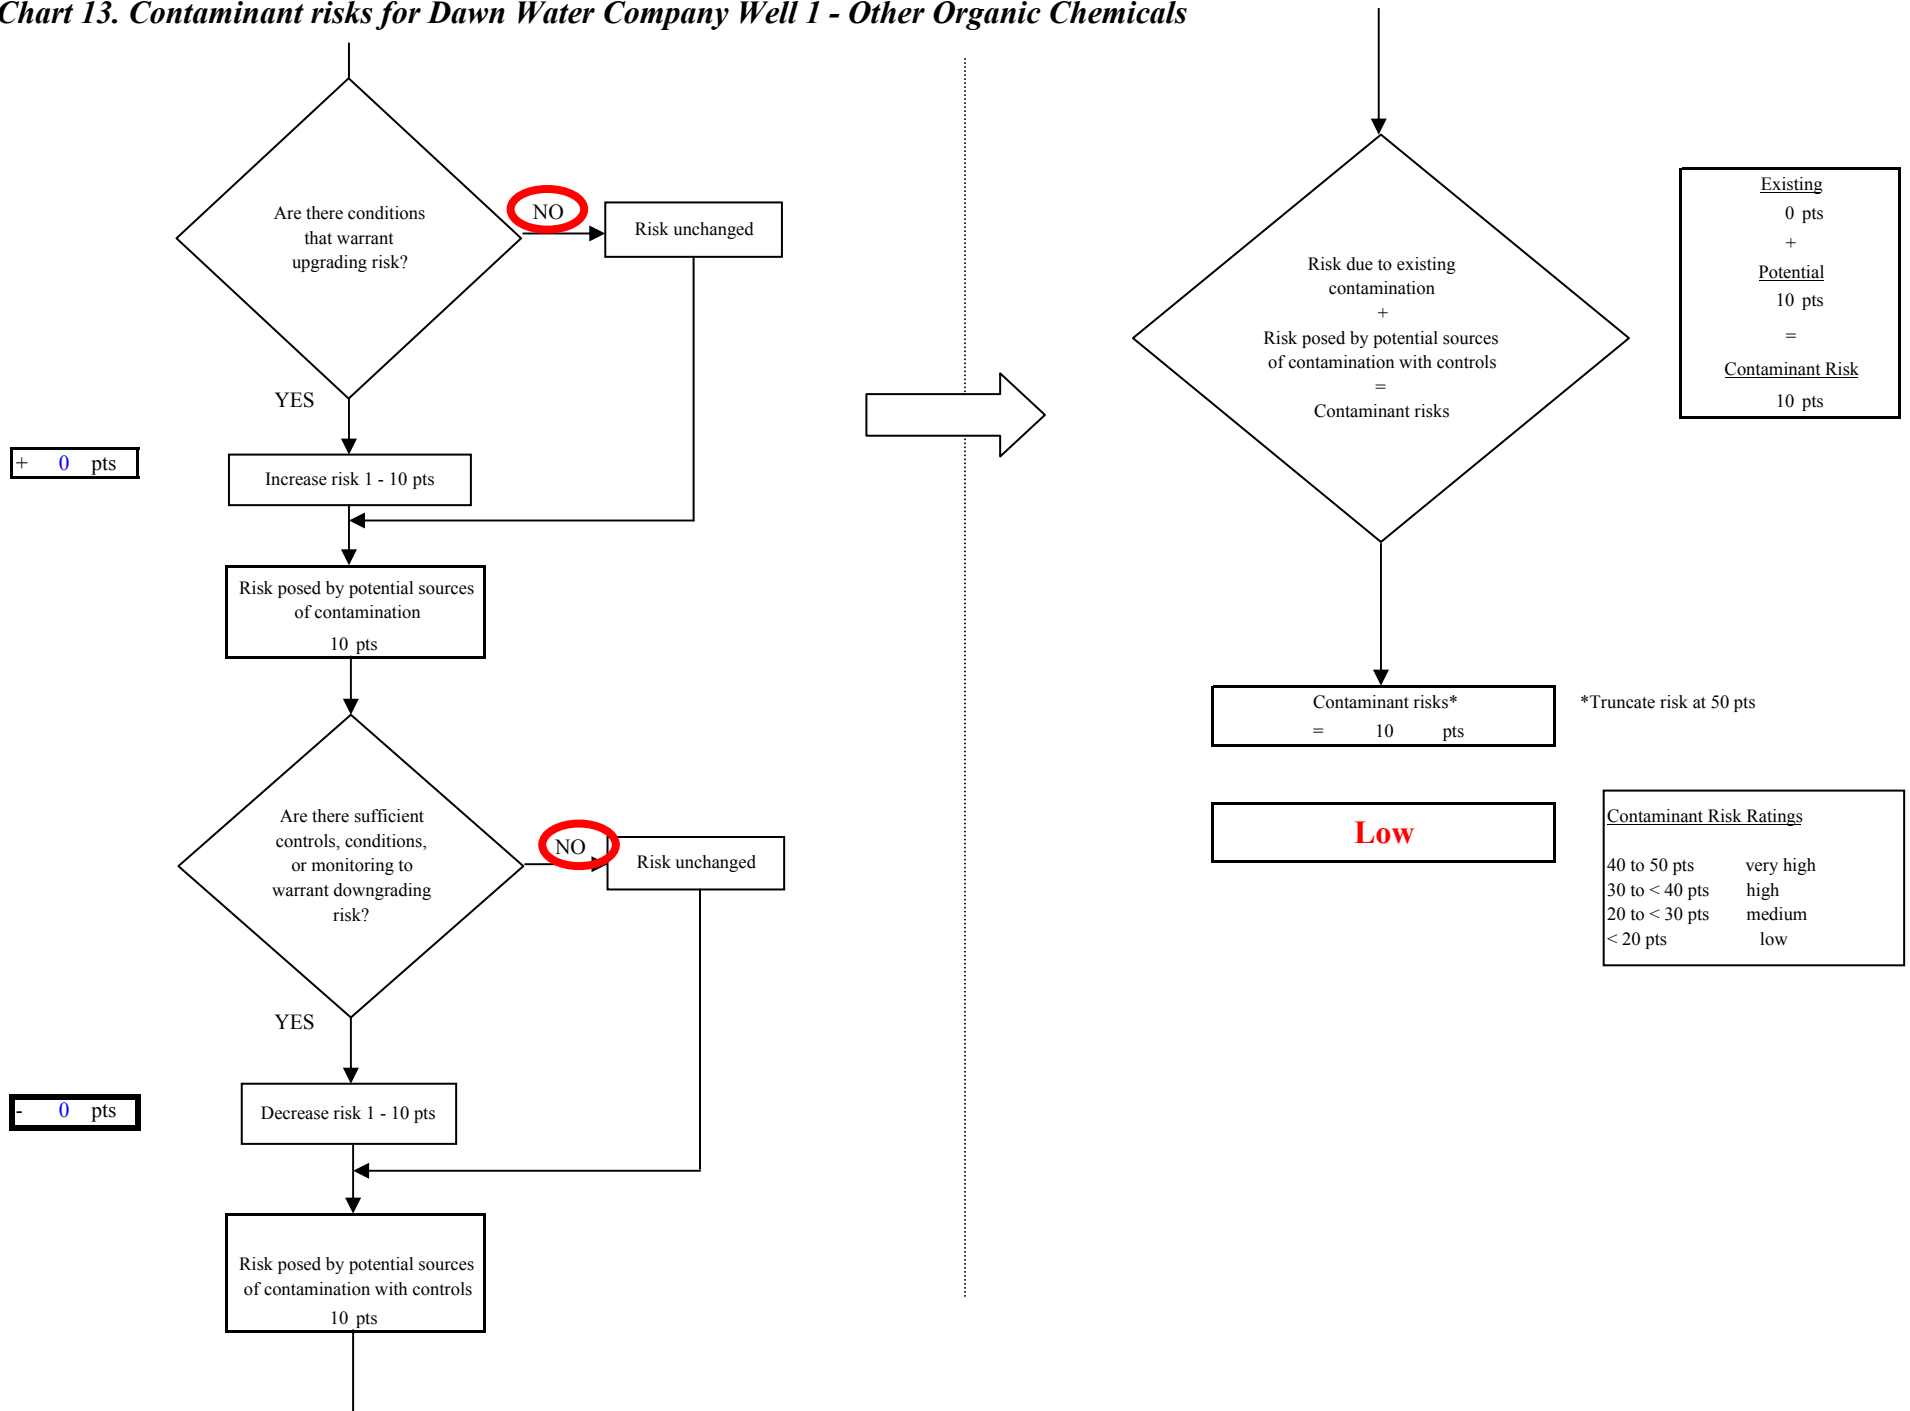 Chart 13. Contaminant risks for Dawn Water Company Well 1 - Other Organic Chemicals
Are there conditions
that warrant
upgrading risk?
NO
Risk unchanged
YES
+ 0 pts
Increase risk 1 - 10 pts
Risk posed by potential sources
of contamination
10 pts
Are there sufficient
controls, conditions,
or monitoring to
warrant downgrading
risk?
NO
Risk unchanged
YES
- 0 pts
Decrease risk 1 - 10 pts
Risk posed by potential sources
of contamination with controls
10 pts
Risk due to existing
contamination
+
Risk posed by potential sources
of contamination with controls
=
Contaminant risks
Existing
0 pts
+
Potential
10 pts
=
Contaminant Risk
10 pts
Contaminant risks*
= 10 pts
*Truncate risk at 50 pts
Low
Contaminant Risk Ratings
40 to 50 pts very high
30 to < 40 pts high
20 to < 30 pts medium
< 20 pts low